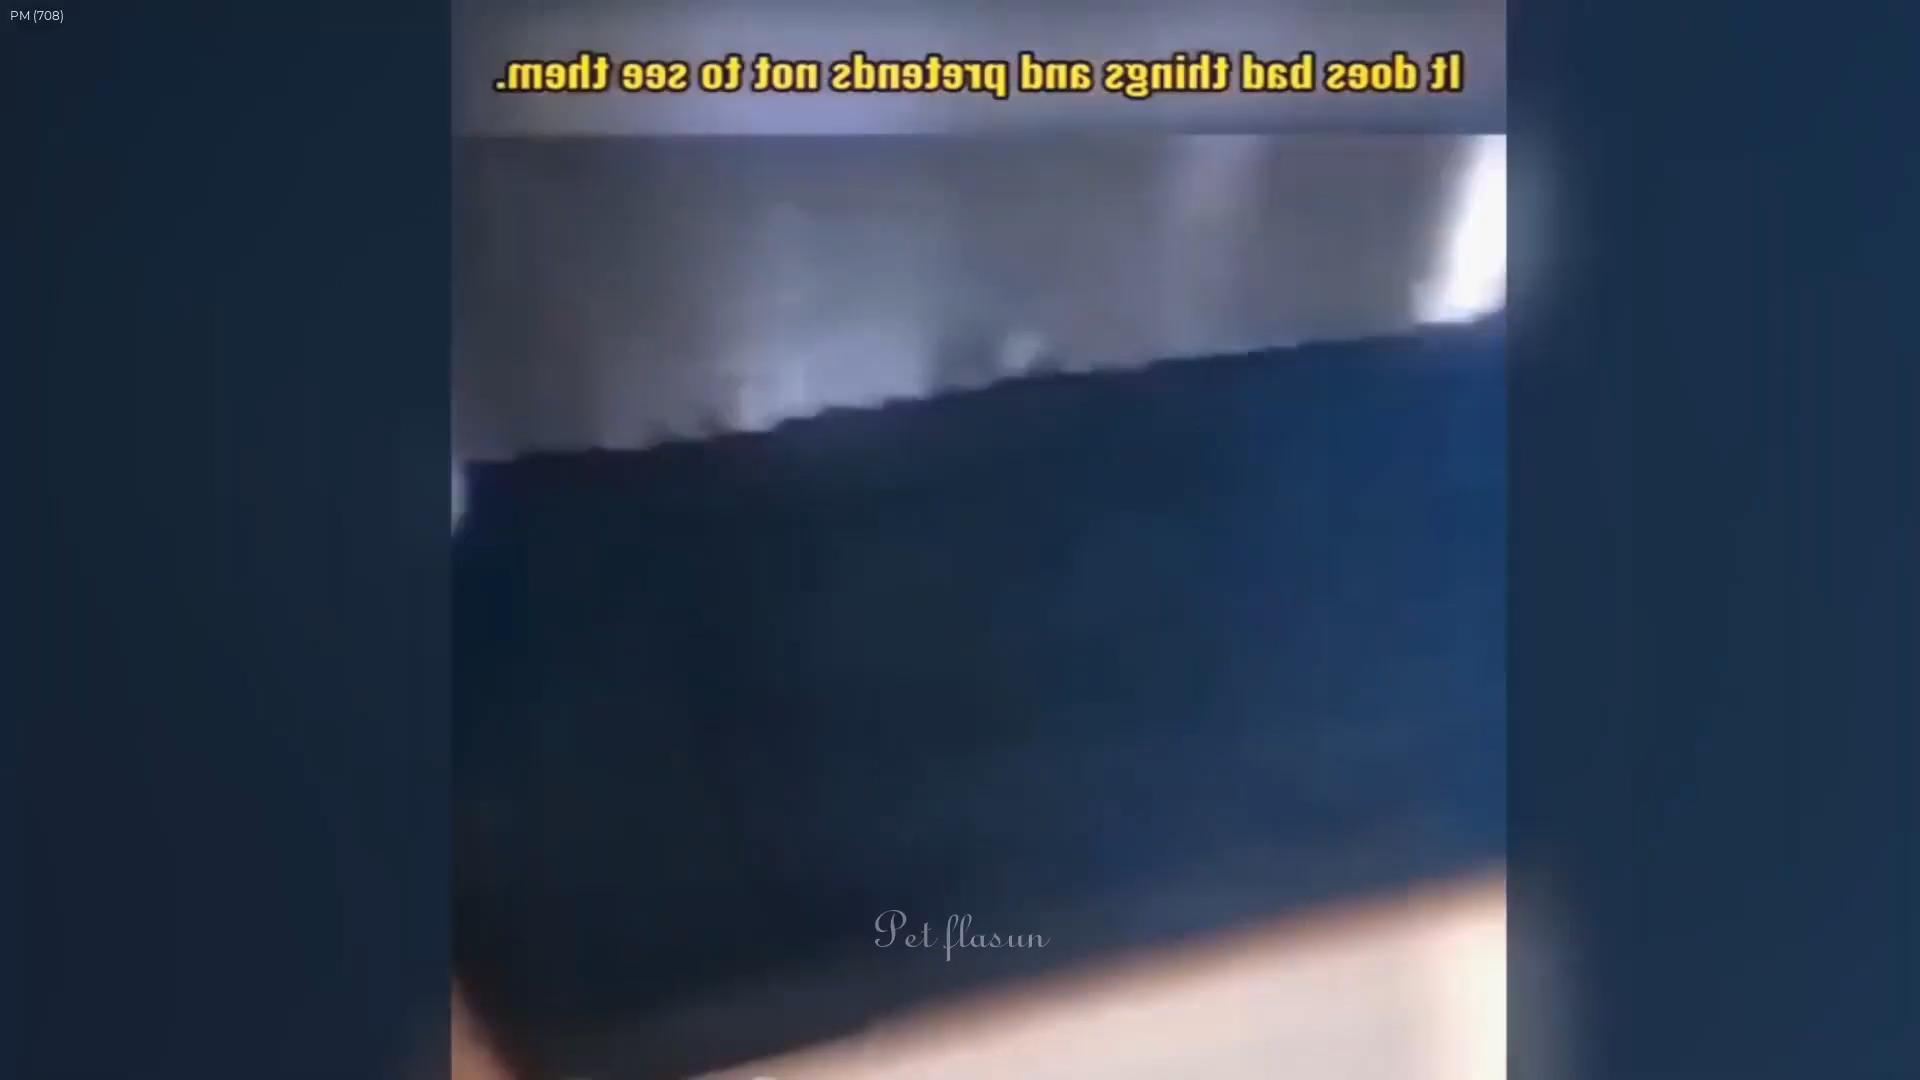 PM (708)
It does bad things and pretends not to see them.
Pet flasun